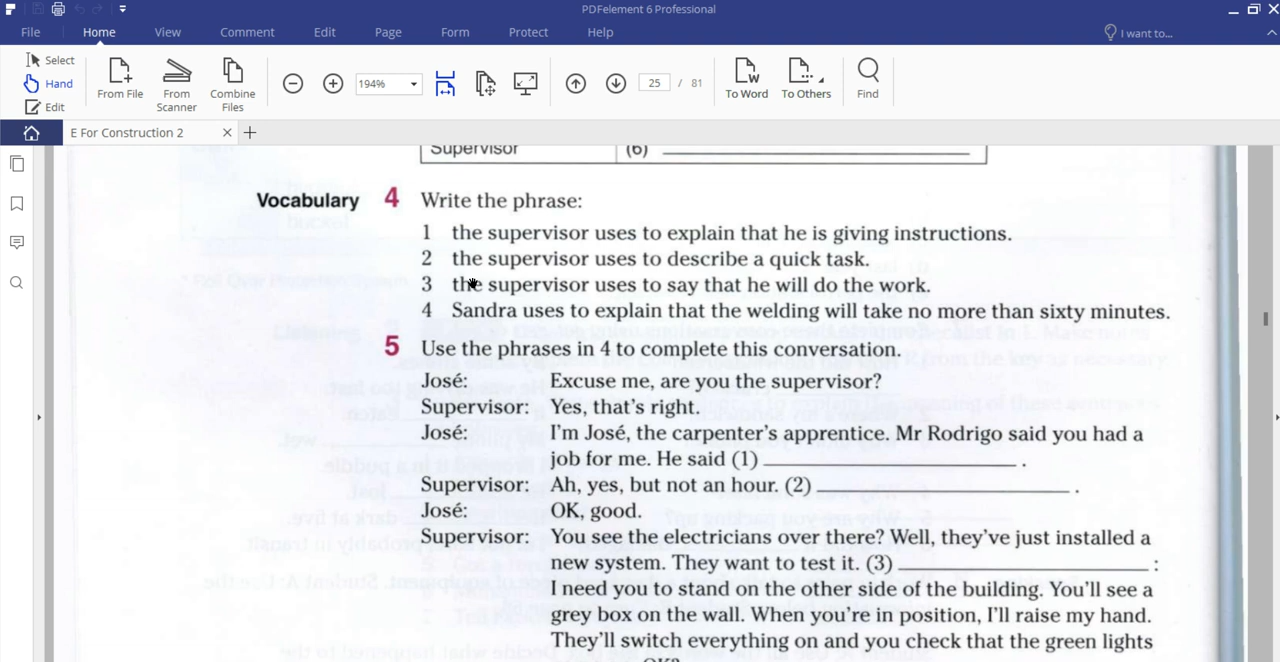 PDFelement 6 Professional
File Home View Comment Edit Page Form Protect Help I want to...
Select
Hand
Edit
From File
From Scanner
Combine Files
194%
25 / 81
To Word
To Others
Find
E For Construction 2
Supervisor (6)
Vocabulary 4 Write the phrase:
1 the supervisor uses to explain that he is giving instructions.
2 the supervisor uses to describe a quick task.
3 the supervisor uses to say that he will do the work.
4 Sandra uses to explain that the welding will take no more than sixty minutes.
5 Use the phrases in 4 to complete this conversation.
José: Excuse me, are you the supervisor?
Supervisor: Yes, that's right.
José: I'm José, the carpenter's apprentice. Mr Rodrigo said you had a
job for me. He said (1) ________ .
Supervisor: Ah, yes, but not an hour. (2) ________ .
José: OK, good.
Supervisor: You see the electricians over there? Well, they've just installed a
new system. They want to test it. (3) ________ :
I need you to stand on the other side of the building. You'll see a
grey box on the wall. When you're in position, I'll raise my hand.
They'll switch everything on and you check that the green lights